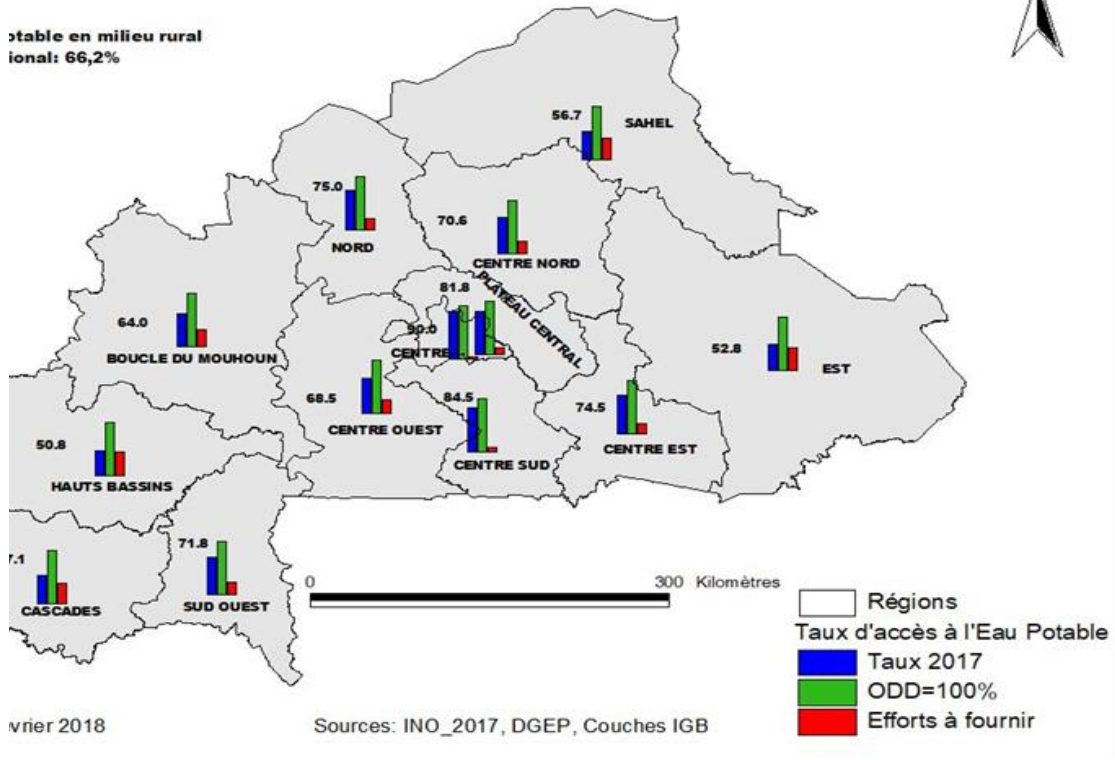 otable en milieu rural
ional: 66,2%
56.7
SAHEL
75.0
NORD
70.6
CENTRE NORD
81.8
PLATEAU CENTRAL
64.0
BOUCLE DU MOUHOUN
90.0
CENTRE
52.8
EST
68.5
CENTRE OUEST
84.5
CENTRE SUD
74.5
CENTRE EST
50.8
HAUTS BASSINS
7.1
CASCADES
71.8
SUD OUEST
0 300 Kilomètres
Régions
Taux d'accès à l'Eau Potable
Taux 2017
ODD=100%
Efforts à fournir
vrier 2018
Sources: INO_2017, DGEP, Couches IGB